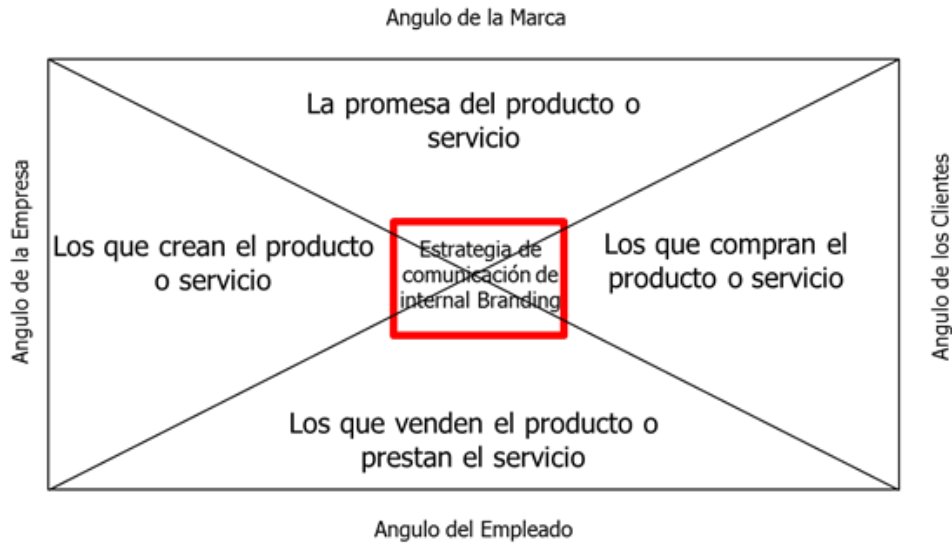 Angulo de la Marca
La promesa del producto o
servicio
Angulo de la Empresa
Los que crean el producto
o servicio
Estrategia de
comunicación de
internal Branding
Los que compran el
producto o servicio
Angulo de los Clientes
Los que venden el producto o
prestan el servicio
Angulo del Empleado